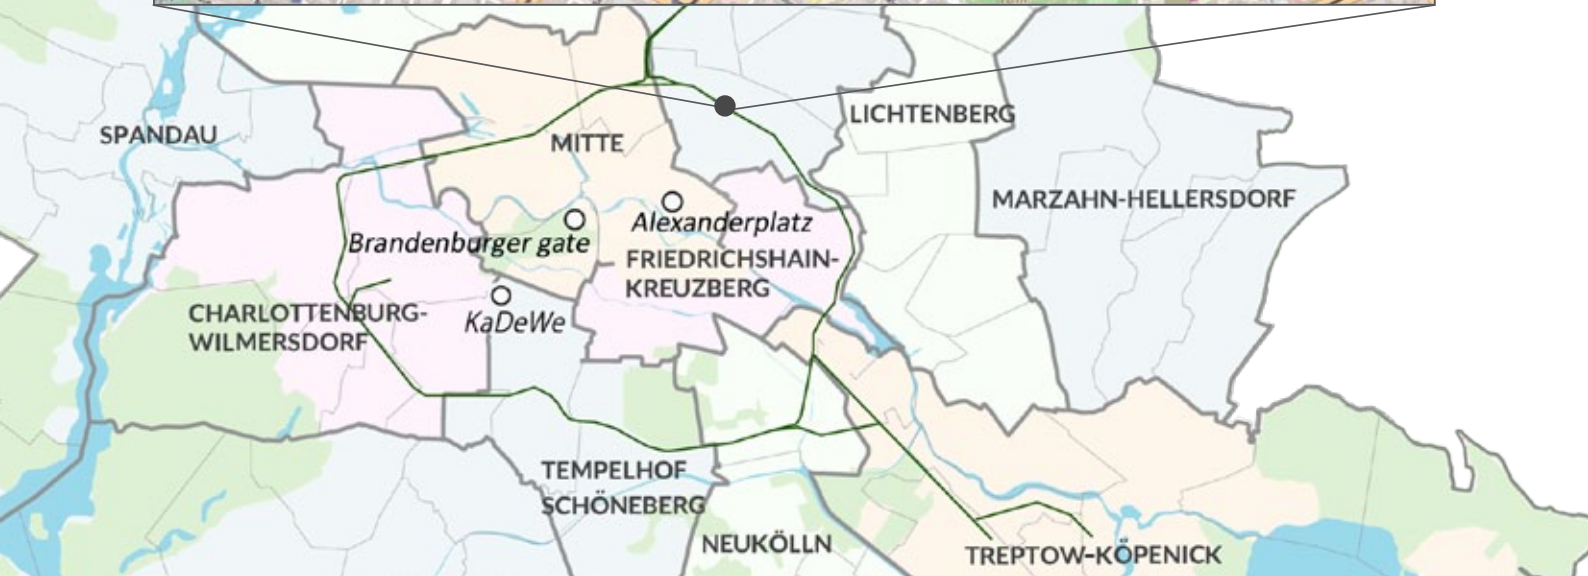 LICHTENBERG
SPANDAU
MITTE
MARZAHN-HELLERSDORF
Alexanderplatz
Brandenburger gate
FRIEDRICHSHAIN-
KREUZBERG
CHARLOTTENBURG-
WILMERSDORF
KaDeWe
TEMPELHOF
SCHÖNEBERG
NEUKÖLLN
TREPTOW-KÖPENICK